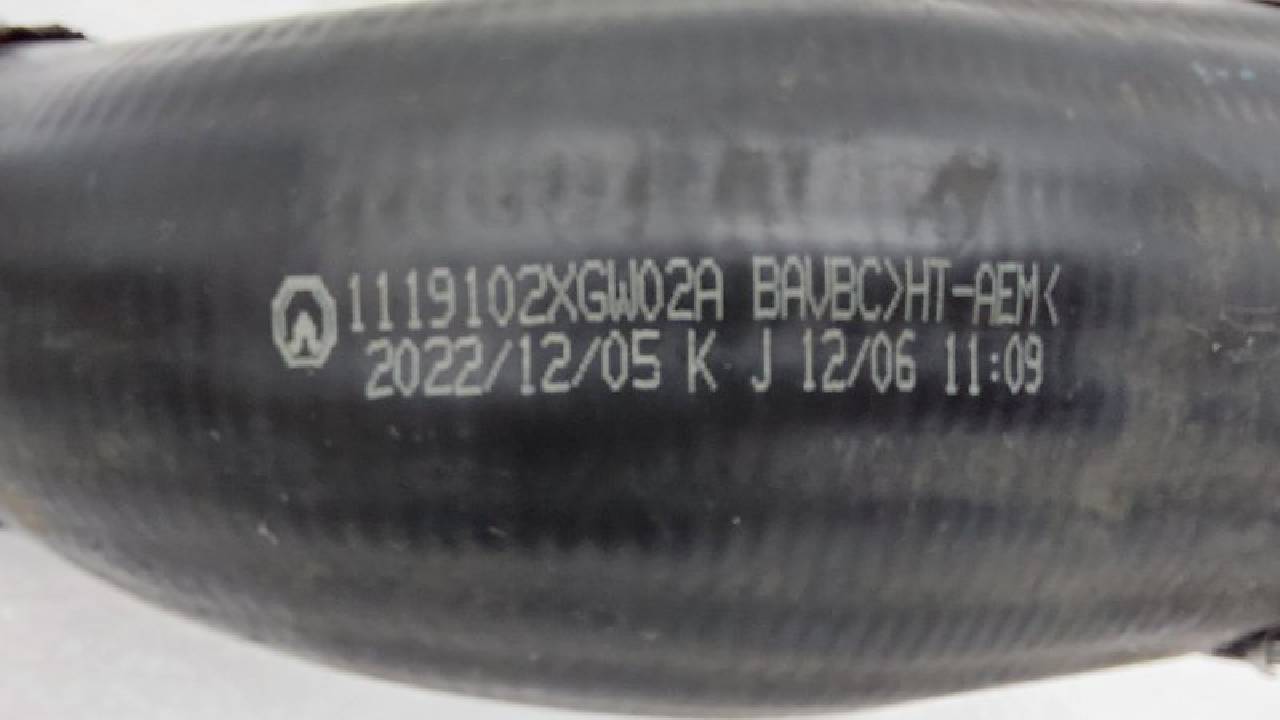 1119102XGW02A BAVBC>HT-AEM<
2022/12/05 K J 12/06 11:09